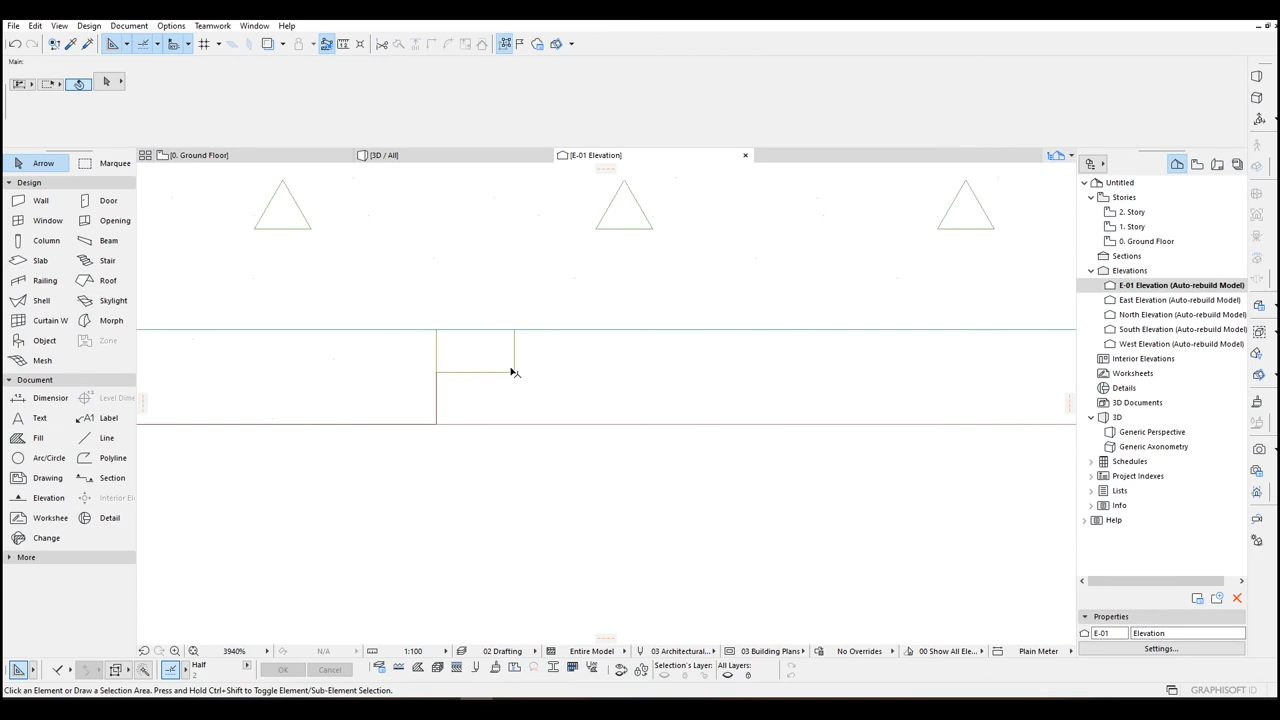 File Edit View Design Document Options Teamwork Window Help
Main:
[0. Ground Floor] [3D / All] [E-01 Elevation]
Arrow Marquee
Design
Wall Door
Window Opening
Column Beam
Slab Stair
Railing Roof
Shell Skylight
Curtain W Morph
Object Zone
Mesh
Document
Dimension Level Dime
Text A1 Label
Fill Line
Arc/Circle Polyline
Drawing Section
Elevation Interior Ele
Workshee Detail
Change
More
Untitled
Stories
2. Story
1. Story
0. Ground Floor
Sections
Elevations
E-01 Elevation (Auto-rebuild Model)
East Elevation (Auto-rebuild Model)
North Elevation (Auto-rebuild Model)
South Elevation (Auto-rebuild Model)
West Elevation (Auto-rebuild Model)
Interior Elevations
Worksheets
Details
3D Documents
3D
Generic Perspective
Generic Axonometry
Schedules
Project Indexes
Lists
Info
Help
Properties
E-01 Elevation
Settings...
3940% N/A 1:100 02 Drafting Entire Model 03 Architectural... 03 Building Plans No Overrides 00 Show All Ele... Plain Meter
Half
2
OK Cancel
Selection's Layer: All Layers:
Click an Element or Draw a Selection Area. Press and Hold Ctrl+Shift to Toggle Element/Sub-Element Selection.
GRAPHISOFT ID